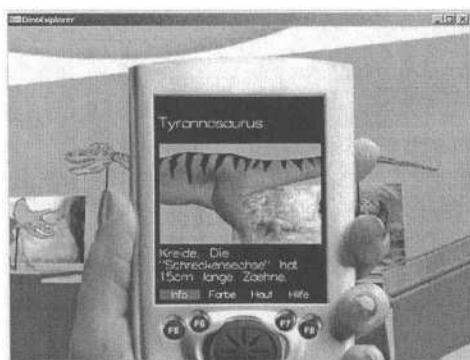 DinoExplorer
Tyrannosaurus
Kreide. Die
"Schreckensechse" hat
15cm lange Zaehne.
Info Farbe Haut Hilfe
F5 F6 F7 F8